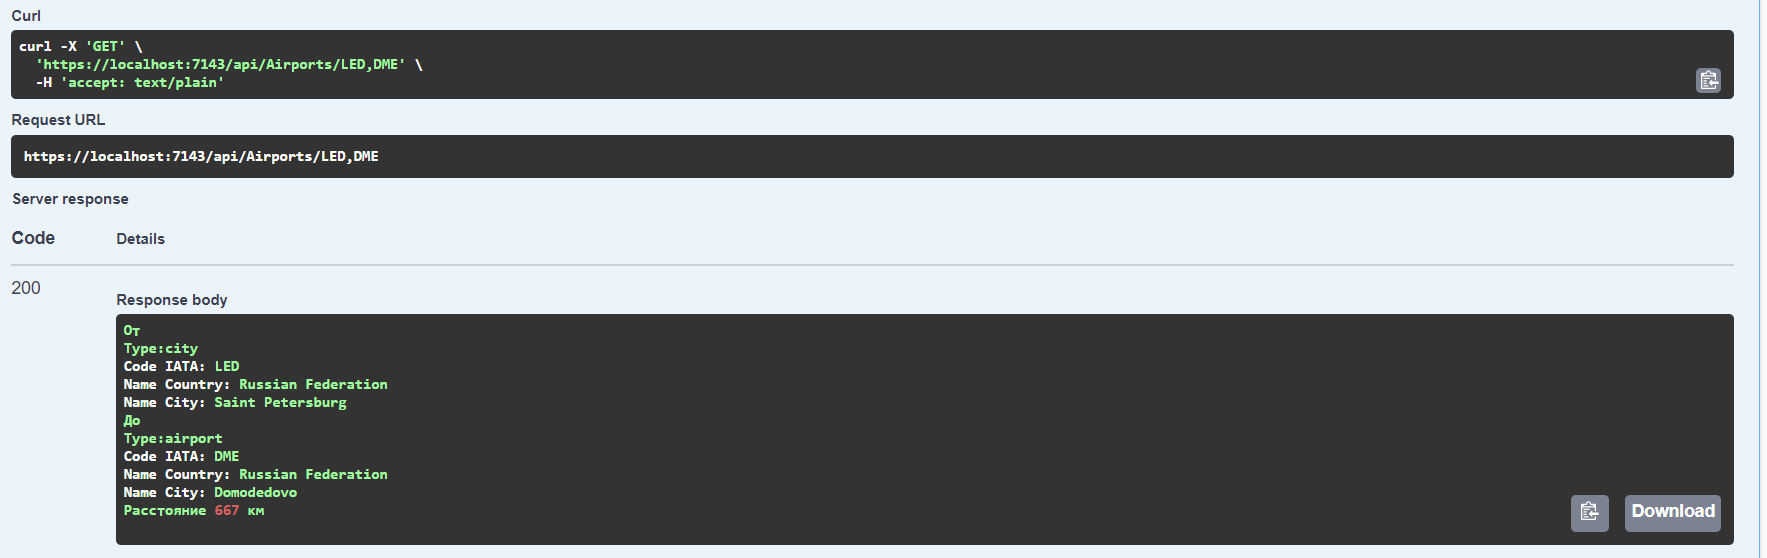 Curl
curl -X 'GET' \
'https://localhost:7143/api/Airports/LED,DME' \
-H 'accept: text/plain'
Request URL
https://localhost:7143/api/Airports/LED,DME
Server response
Code Details
200
Response body
От
Type:city
Code IATA: LED
Name Country: Russian Federation
Name City: Saint Petersburg
До
Type:airport
Code IATA: DME
Name Country: Russian Federation
Name City: Domodedovo
Расстояние 667 км
Download